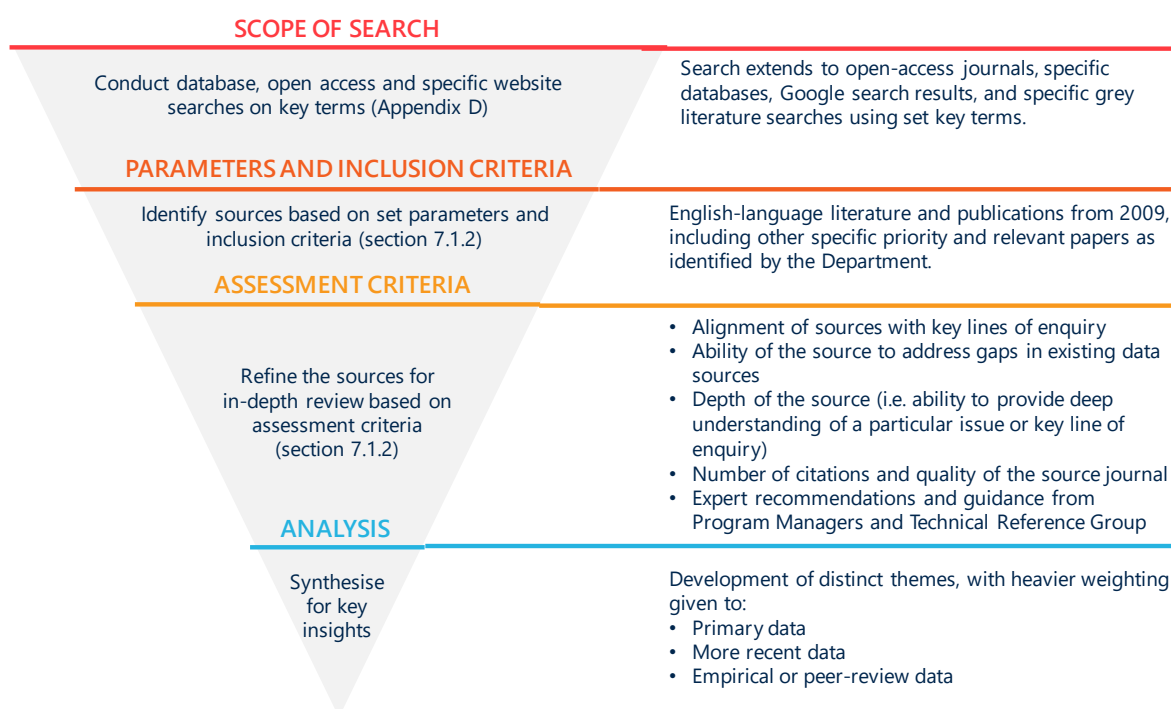 SCOPE OF SEARCH
Conduct database, open access and specific website
searches on key terms (Appendix D)
Search extends to open-access journals, specific
databases, Google search results, and specific grey
literature searches using set key terms.
PARAMETERS AND INCLUSION CRITERIA
Identify sources based on set parameters and
inclusion criteria (section 7.1.2)
English-language literature and publications from 2009,
including other specific priority and relevant papers as
identified by the Department.
ASSESSMENT CRITERIA
Refine the sources for
in-depth review based on
assessment criteria
(section 7.1.2)
• Alignment of sources with key lines of enquiry
• Ability of the source to address gaps in existing data
sources
• Depth of the source (i.e. ability to provide deep
understanding of a particular issue or key line of
enquiry)
• Number of citations and quality of the source journal
• Expert recommendations and guidance from
Program Managers and Technical Reference Group
ANALYSIS
Synthesise
for key
insights
Development of distinct themes, with heavier weighting
given to:
• Primary data
• More recent data
• Empirical or peer-review data